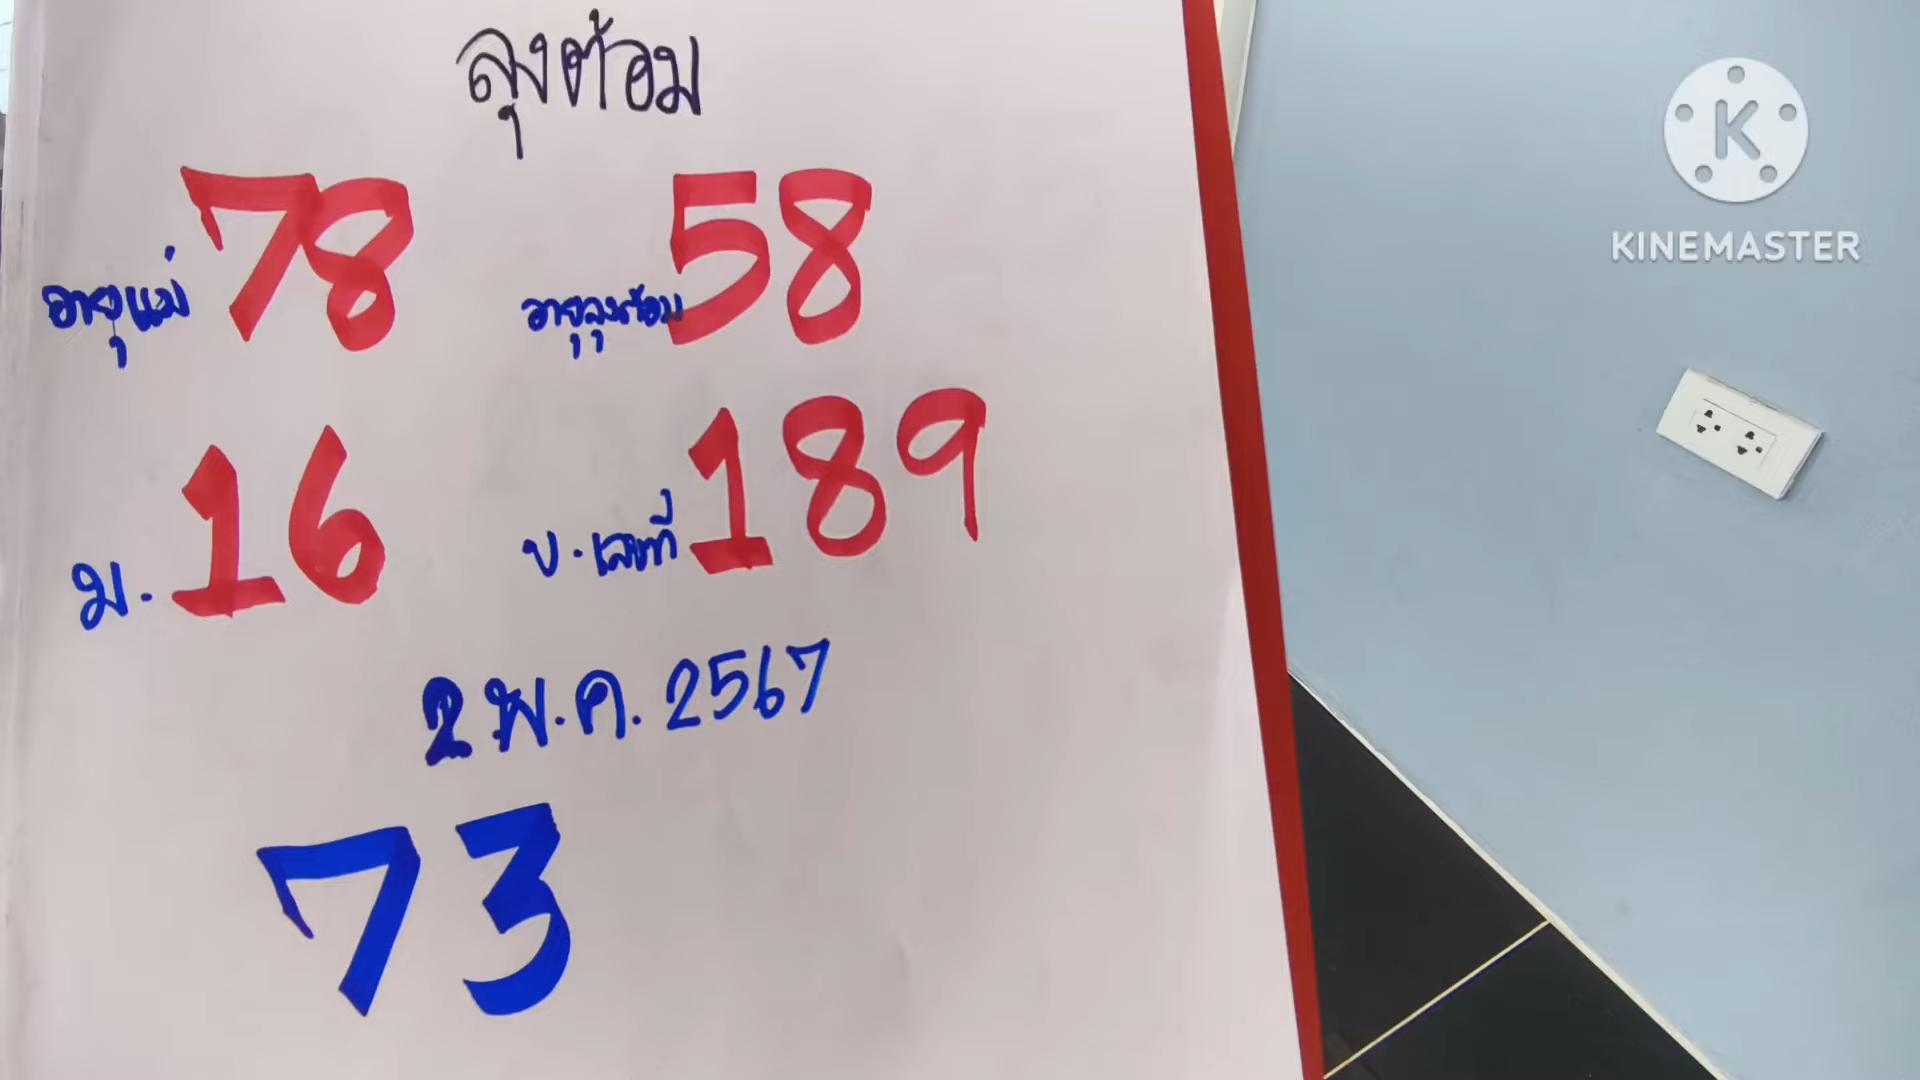 ลุงต้อม
อายุแม่ 78
อายุลุงต้อม 58
ม. 16
บ.เลขที่ 189
2 พ.ค. 2567
73
K
KINEMASTER